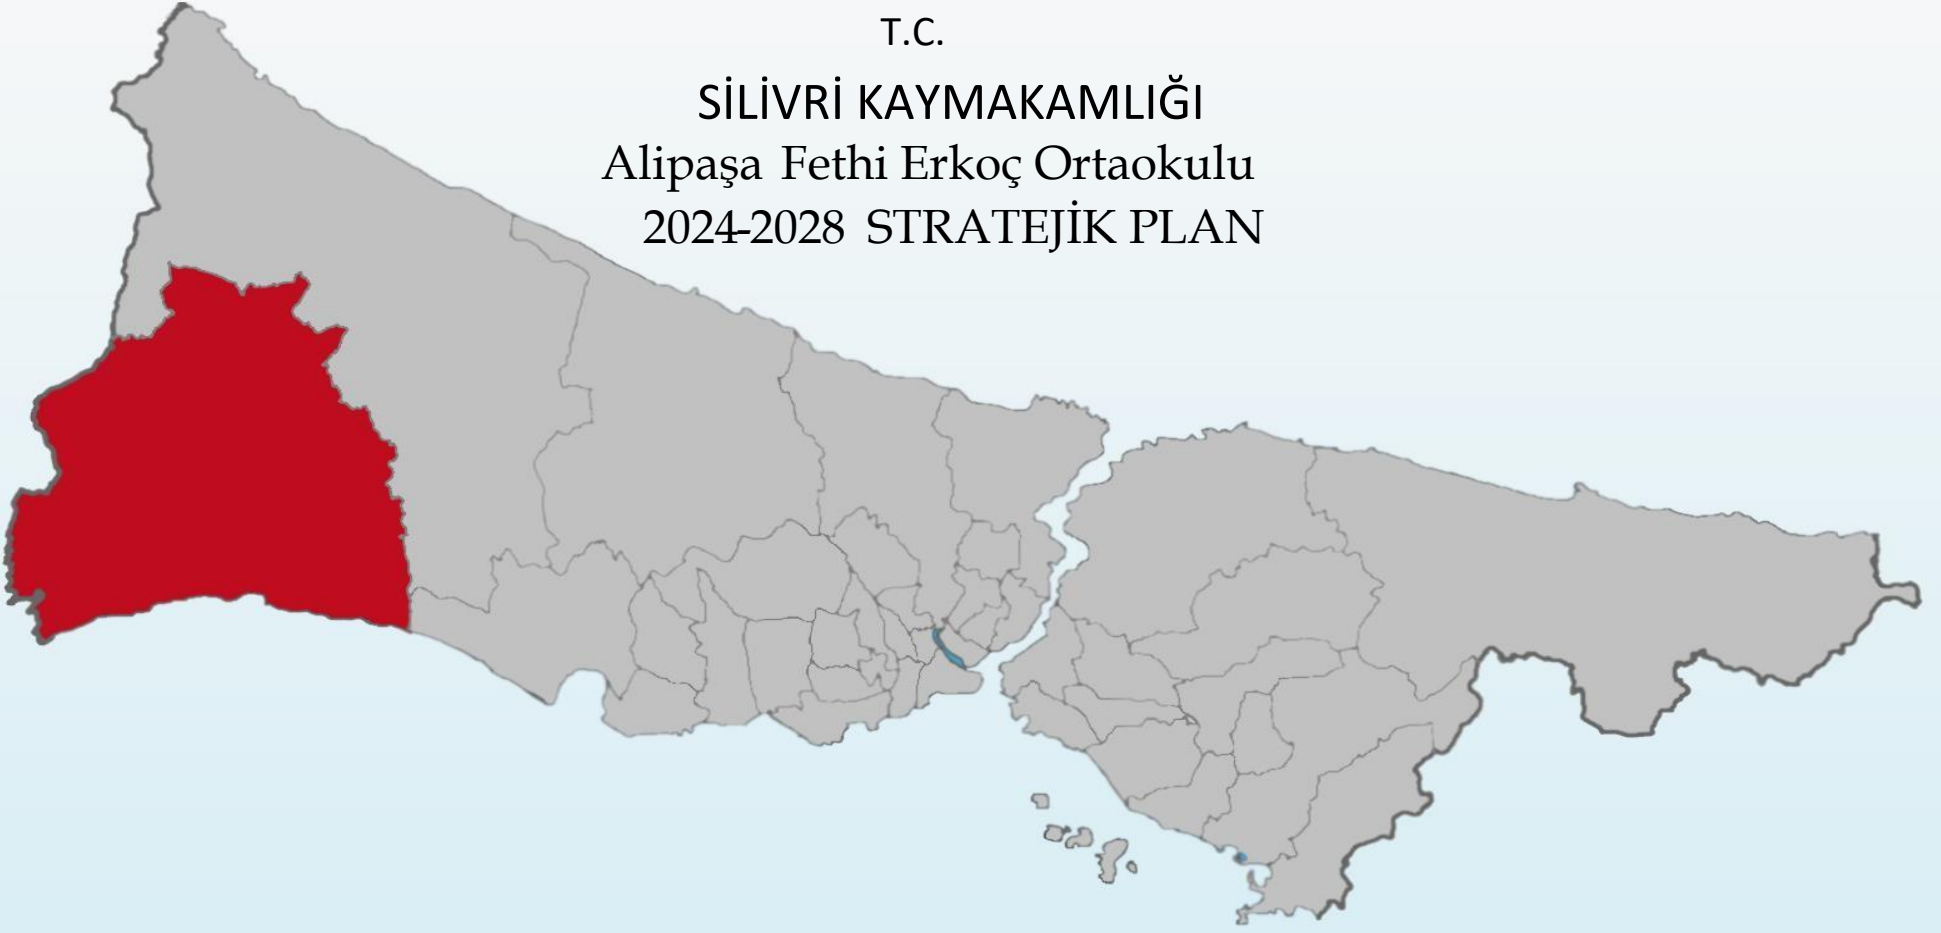 T.C.
SİLİVRİ KAYMAKAMLIĞI
Alipaşa Fethi Erkoç Ortaokulu
2024-2028 STRATEJİK PLAN